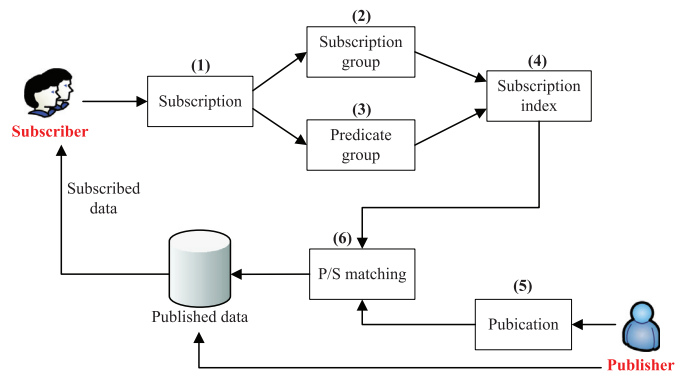 (2)
Subscription
group
(1)
Subscription
(4)
Subscription
index
(3)
Predicate
group
Subscriber
Subscribed
data
(6)
P/S matching
Published data
(5)
Pubication
Publisher